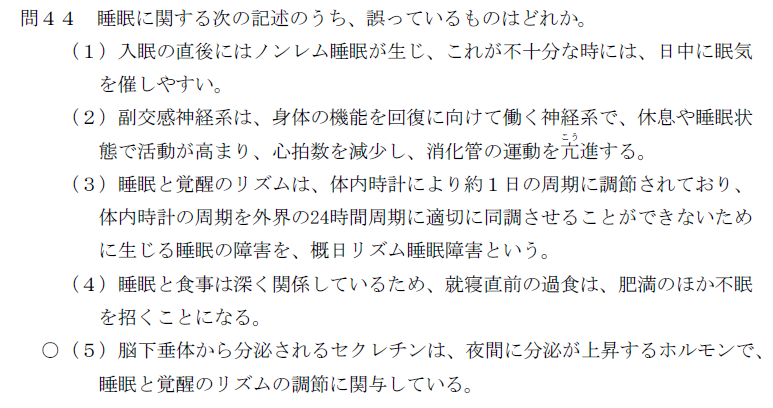 問４４　睡眠に関する次の記述のうち、誤っているものはどれか。
（１）入眠の直後にはノンレム睡眠が生じ、これが不十分な時には、日中に眠気
を催しやすい。
（２）副交感神経系は、身体の機能を回復に向けて働く神経系で、休息や睡眠状
態で活動が高まり、心拍数を減少し、消化管の運動を亢こう進する。
（３）睡眠と覚醒のリズムは、体内時計により約１日の周期に調節されており、
体内時計の周期を外界の24時間周期に適切に同調させることができないため
に生じる睡眠の障害を、概日リズム睡眠障害という。
（４）睡眠と食事は深く関係しているため、就寝直前の過食は、肥満のほか不眠
を招くことになる。
○（５）脳下垂体から分泌されるセクレチンは、夜間に分泌が上昇するホルモンで、
睡眠と覚醒のリズムの調節に関与している。